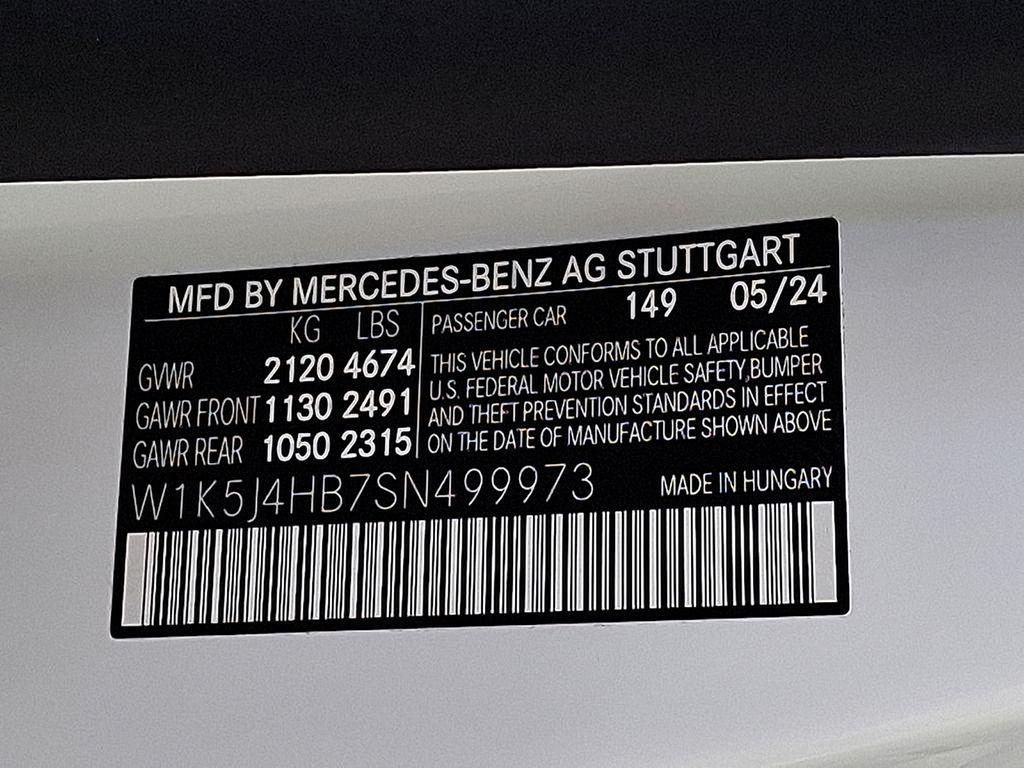 MFD BY MERCEDES-BENZ AG STUTTGART
KG LBS
GVWR 2120 4674
GAWR FRONT 1130 2491
GAWR REAR 1050 2315
PASSENGER CAR 149 05/24
THIS VEHICLE CONFORMS TO ALL APPLICABLE
U.S. FEDERAL MOTOR VEHICLE SAFETY,BUMPER
AND THEFT PREVENTION STANDARDS IN EFFECT
ON THE DATE OF MANUFACTURE SHOWN ABOVE
W1K5J4HB7SN499973
MADE IN HUNGARY